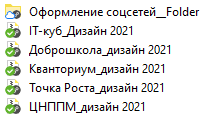 Оформление соцсетей__Folder
IT-куб_Дизайн 2021
Доброшкола_дизайн 2021
Кванториум_дизайн 2021
Точка Роста_дизайн 2021
ЦНППМ_дизайн 2021